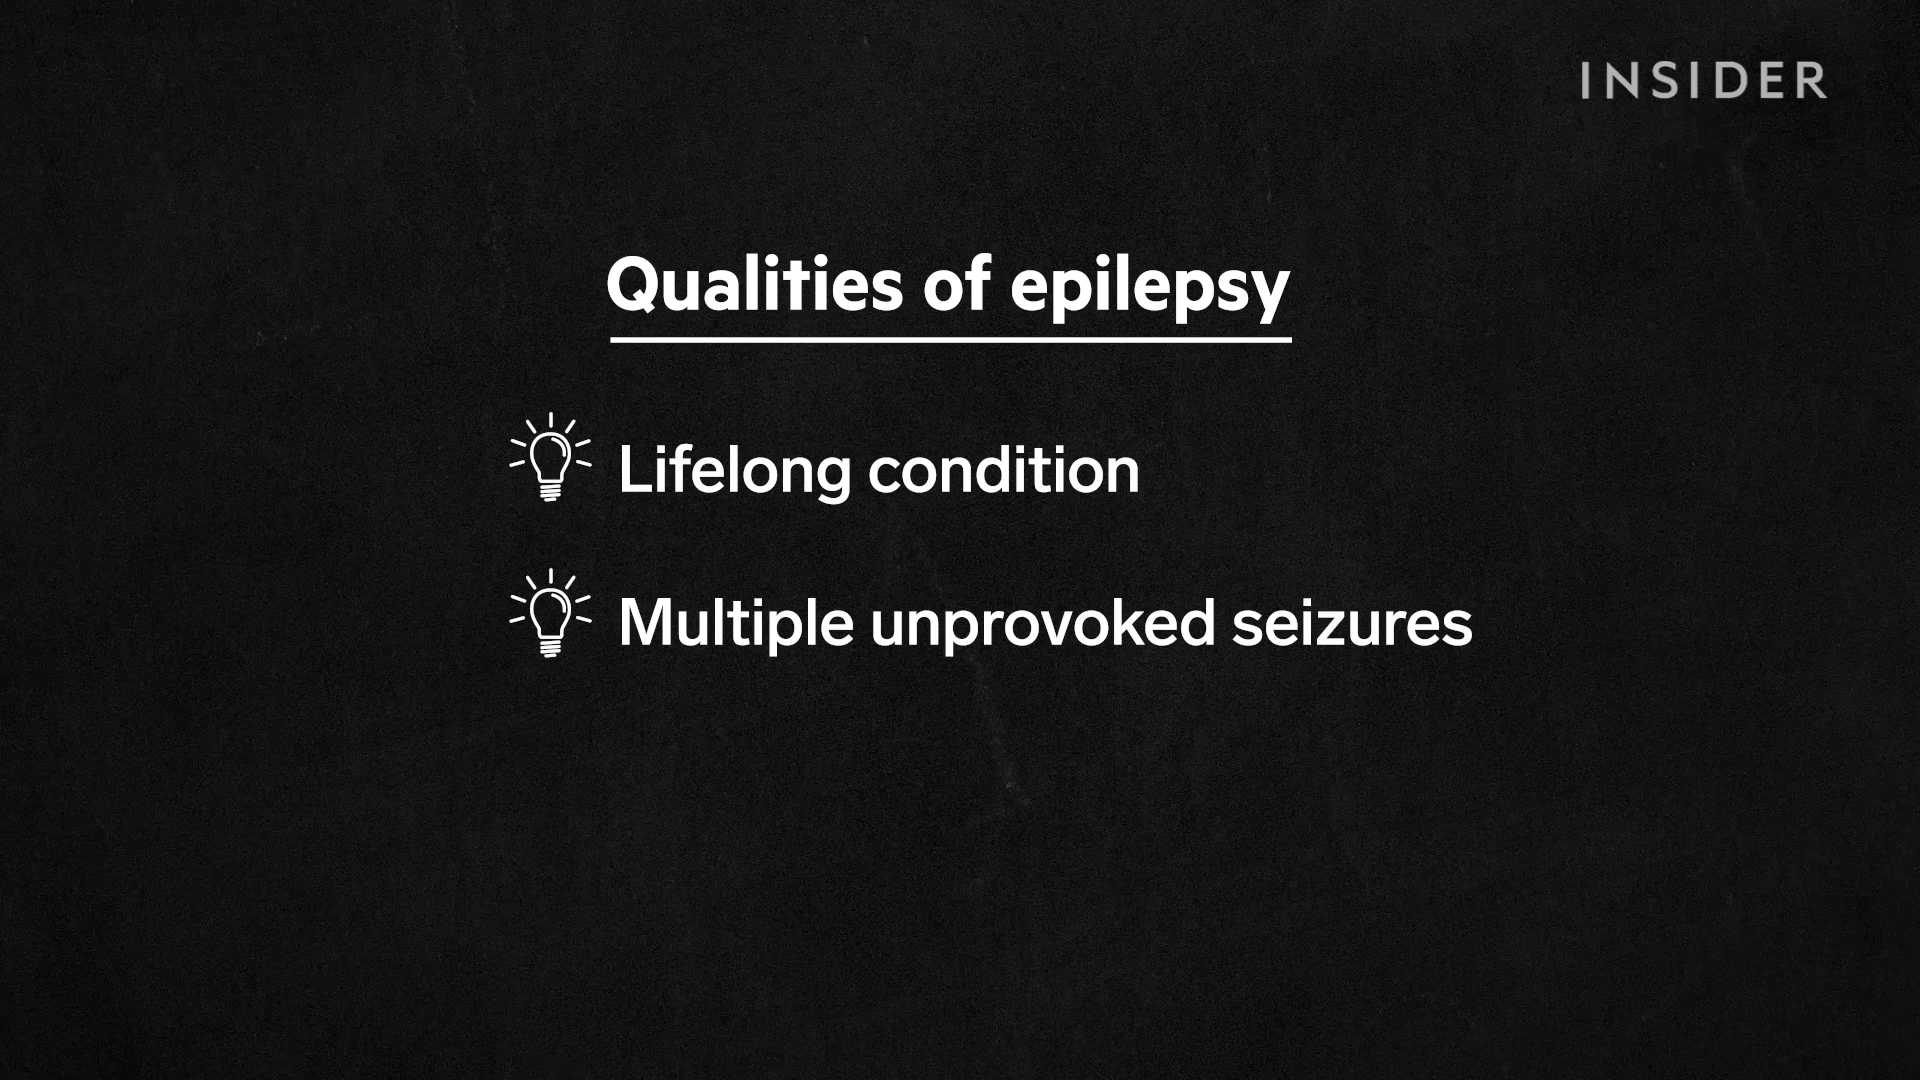 INSIDER
Qualities of epilepsy
Lifelong condition
Multiple unprovoked seizures